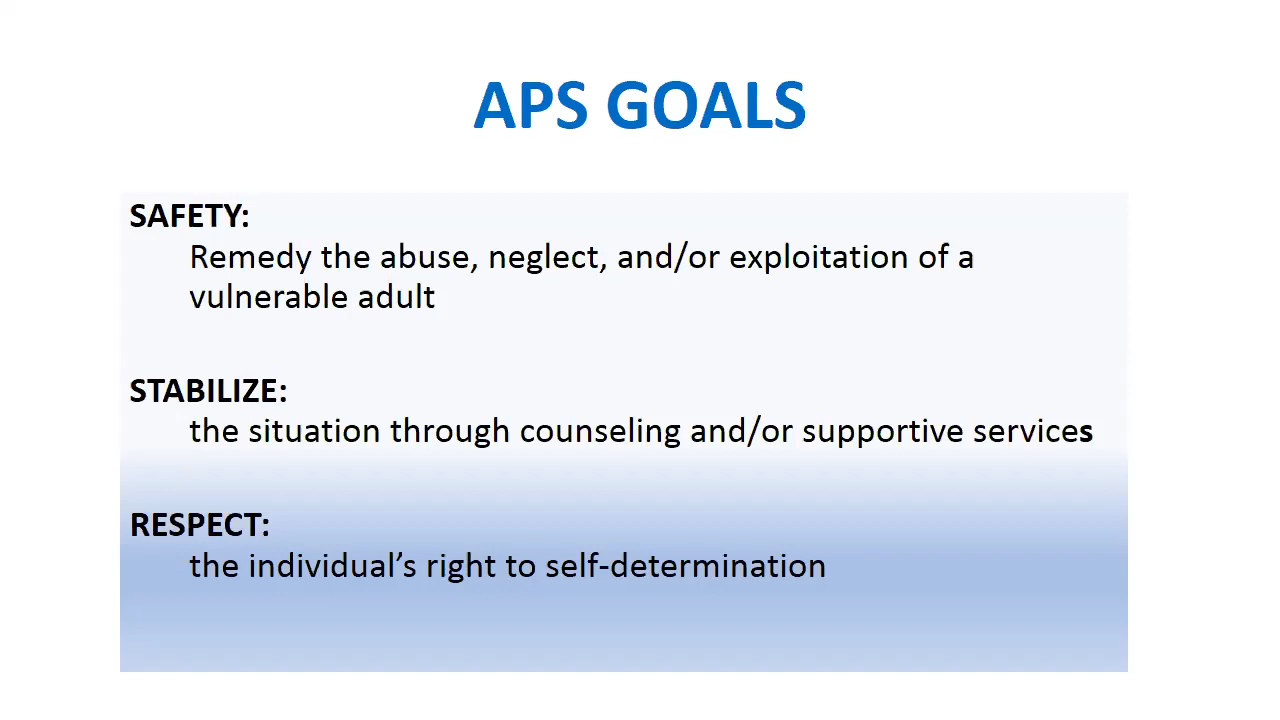 APS GOALS
SAFETY:
Remedy the abuse, neglect, and/or exploitation of a
vulnerable adult
STABILIZE:
the situation through counseling and/or supportive services
RESPECT:
the individual’s right to self-determination